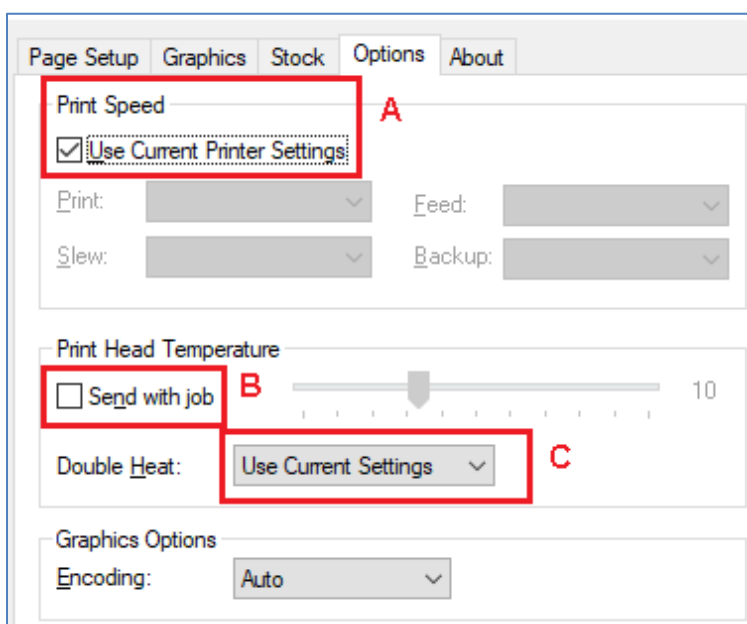 Page Setup Graphics Stock Options About
Print Speed A
Use Current Printer Settings
Print: Feed:
Slew: Backup:
Print Head Temperature
Send with job B 10
Double Heat: Use Current Settings C
Graphics Options
Encoding: Auto